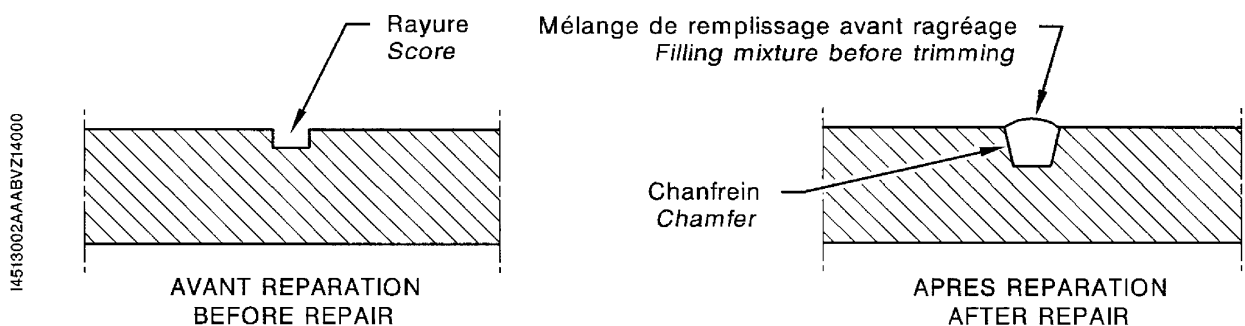 Rayure
Score
Mélange de remplissage avant ragréage
Filling mixture before trimming
Chanfrein
Chamfer
I4513002AAABVZ14000
AVANT REPARATION
BEFORE REPAIR
APRES REPARATION
AFTER REPAIR